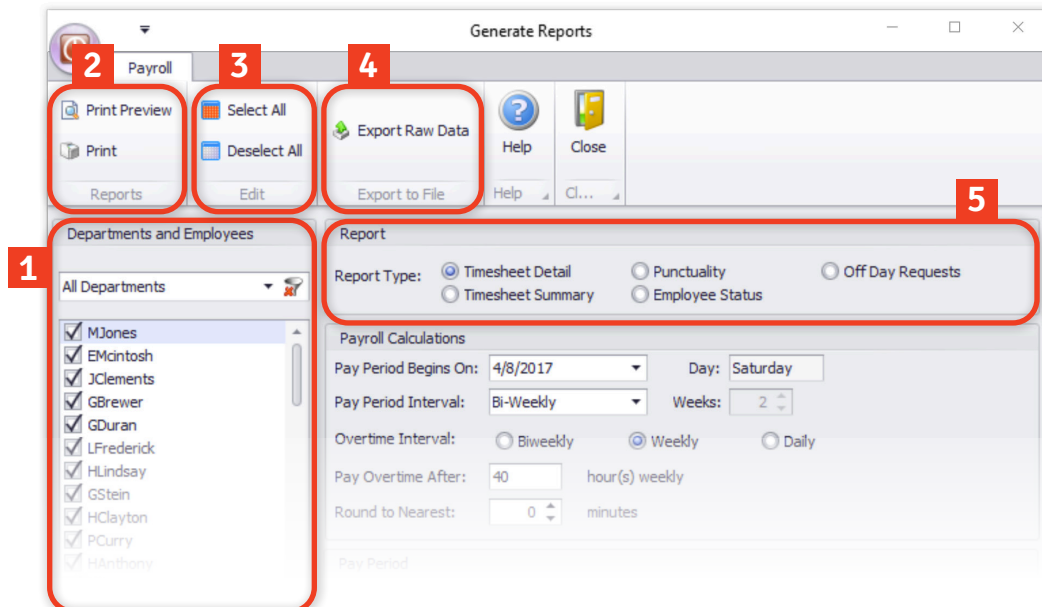 Generate Reports
2
3
4
Payroll
Print Preview
Print
Reports
Select All
Deselect All
Edit
Export Raw Data
Export to File
Help
Help
Close
Cl...
1
Departments and Employees
All Departments
MJones
EMcintosh
JClements
GBrewer
GDuran
LFrederick
HLindsay
GStein
HClayton
PCurry
HAnthony
5
Report
Report Type: Timesheet Detail Punctuality Off Day Requests
Timesheet Summary Employee Status
Payroll Calculations
Pay Period Begins On: 4/8/2017 Day: Saturday
Pay Period Interval: Bi-Weekly Weeks: 2
Overtime Interval: Biweekly Weekly Daily
Pay Overtime After: 40 hour(s) weekly
Round to Nearest: 0 minutes
Pay Period